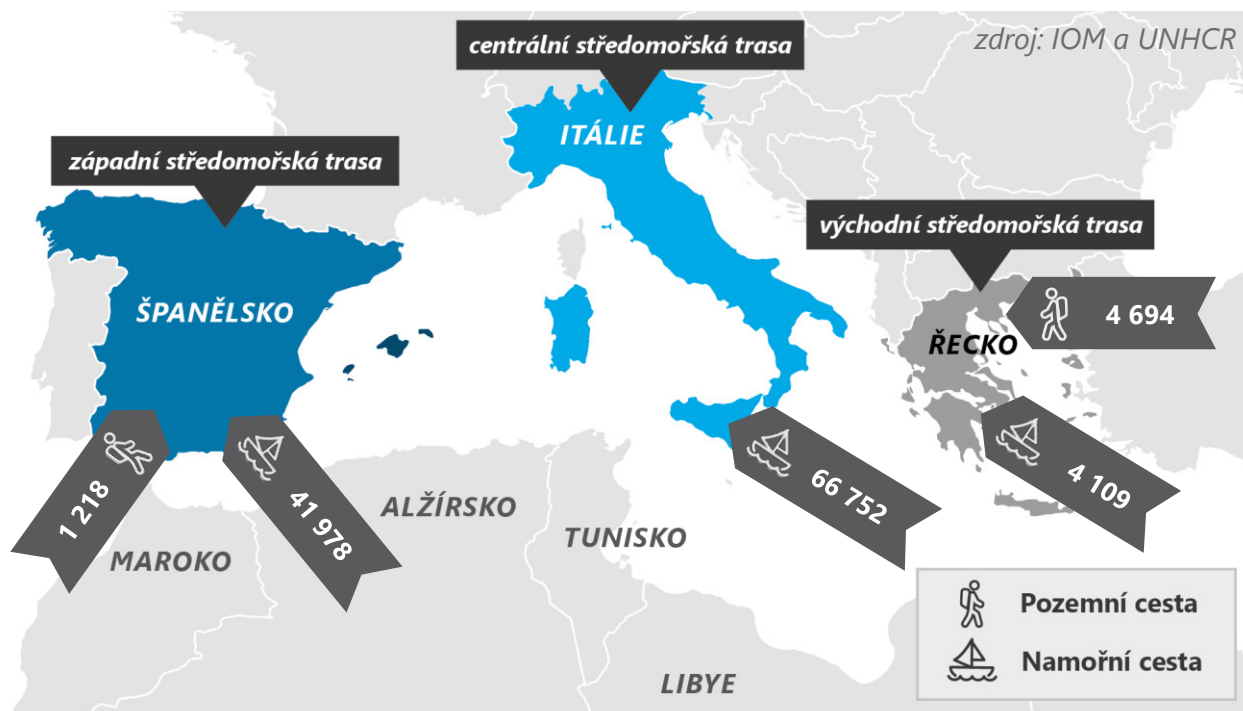 zdroj: IOM a UNHCR
centrální středomořská trasa
ITÁLIE
západní středomořská trasa
východní středomořská trasa
ŠPANĚLSKO
4 694
ŘECKO
1 218
41 978
66 752
4 109
ALŽÍRSKO
TUNISKO
MAROKO
LIBYE
Pozemní cesta
Namořní cesta